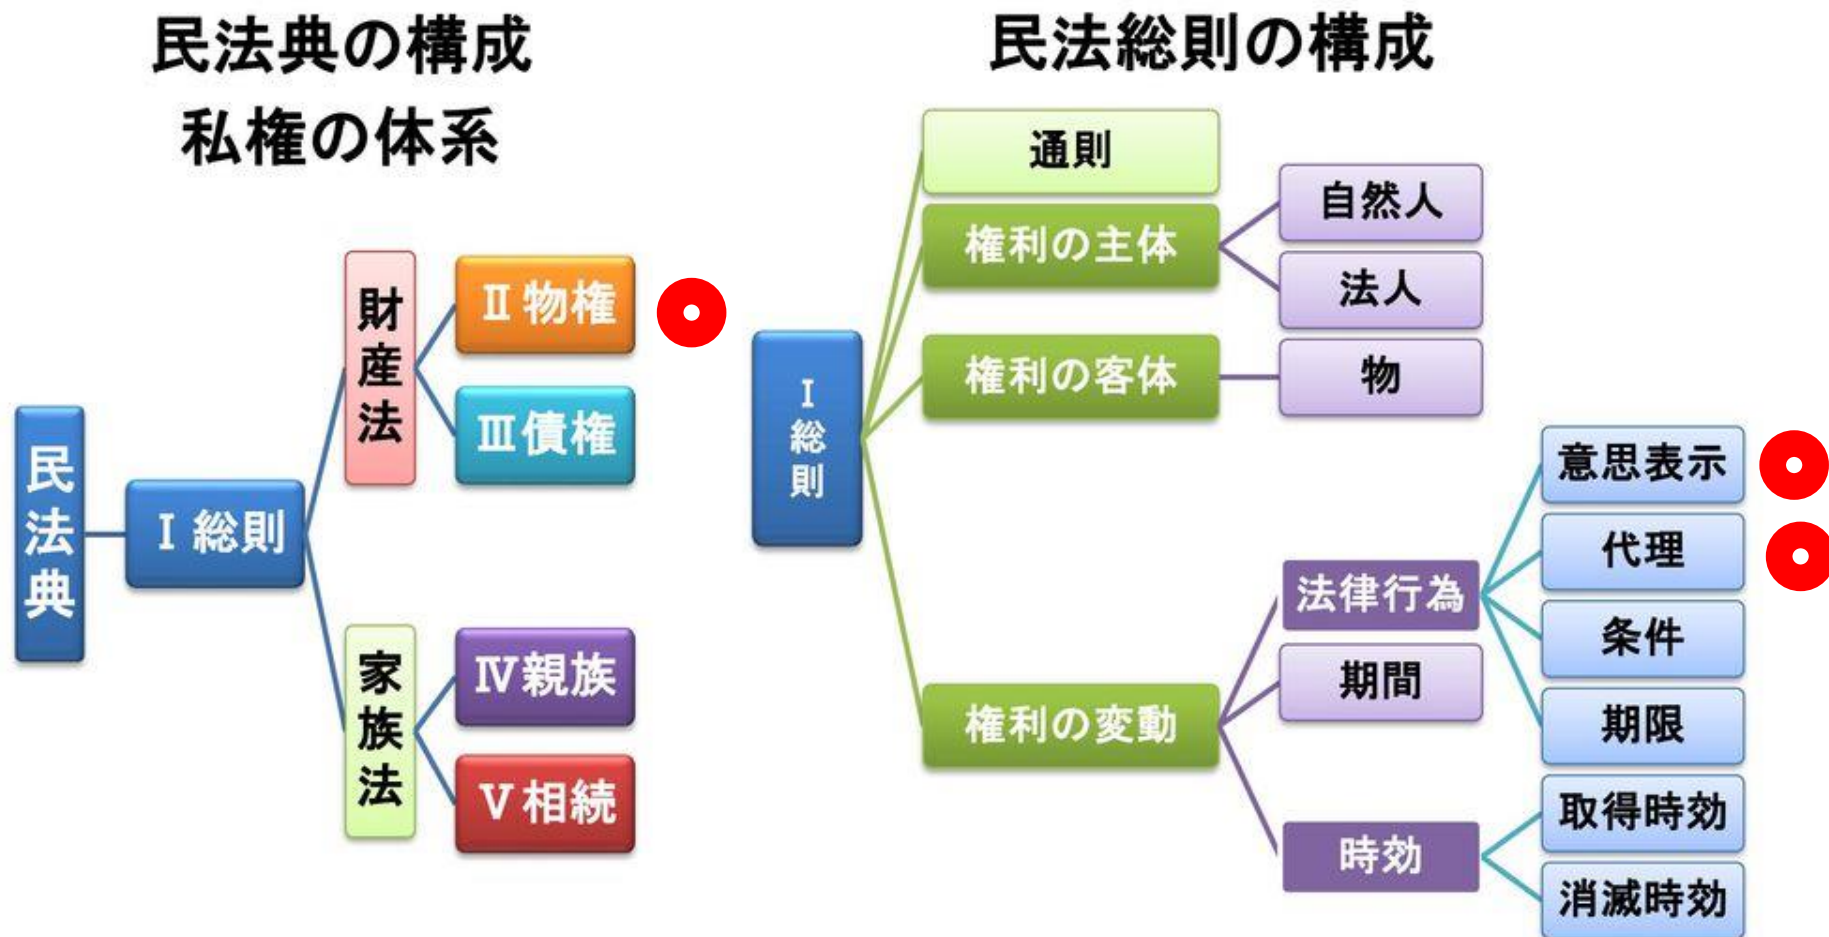 民法典の構成
私権の体系
民法典
Ⅰ 総則
財産法
Ⅱ物権
Ⅲ債権
家族法
Ⅳ親族
Ⅴ相続
民法総則の構成
Ⅰ総則
通則
権利の主体
自然人
法人
権利の客体
物
権利の変動
法律行為
意思表示
代理
条件
期限
期間
時効
取得時効
消滅時効